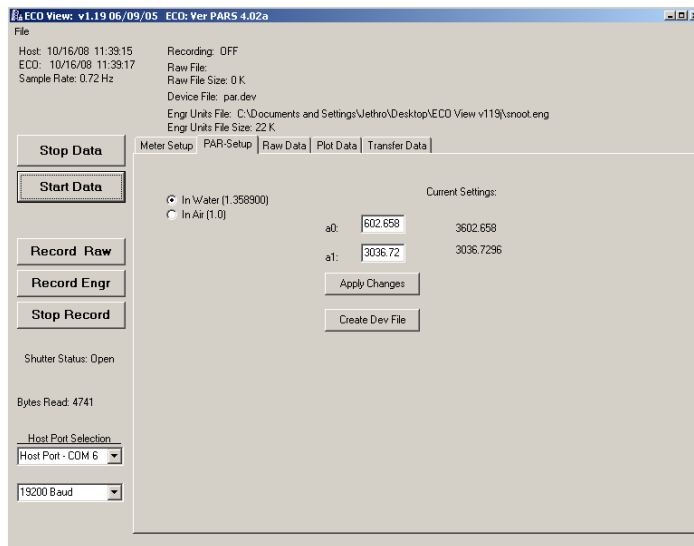 ECO View: v1.19 06/09/05 ECO: Ver PARS 4.02a
File
Host: 10/16/08 11:39:15
ECO: 10/16/08 11:39:17
Sample Rate: 0.72 Hz
Recording: OFF
Raw File:
Raw File Size: 0 K
Device File: par.dev
Engr Units File: C:\Documents and Settings\Jethro\Desktop\ECO View v119j\snoot.eng
Engr Units File Size: 22 K
Stop Data
Start Data
Record Raw
Record Engr
Stop Record
Shutter Status: Open
Bytes Read: 4741
Host Port Selection
Host Port - COM 6
19200 Baud
Meter Setup PAR-Setup Raw Data Plot Data Transfer Data
In Water (1.358900)
In Air (1.0)
Current Settings:
a0: 602.658 3602.658
a1: 3036.72 3036.7296
Apply Changes
Create Dev File